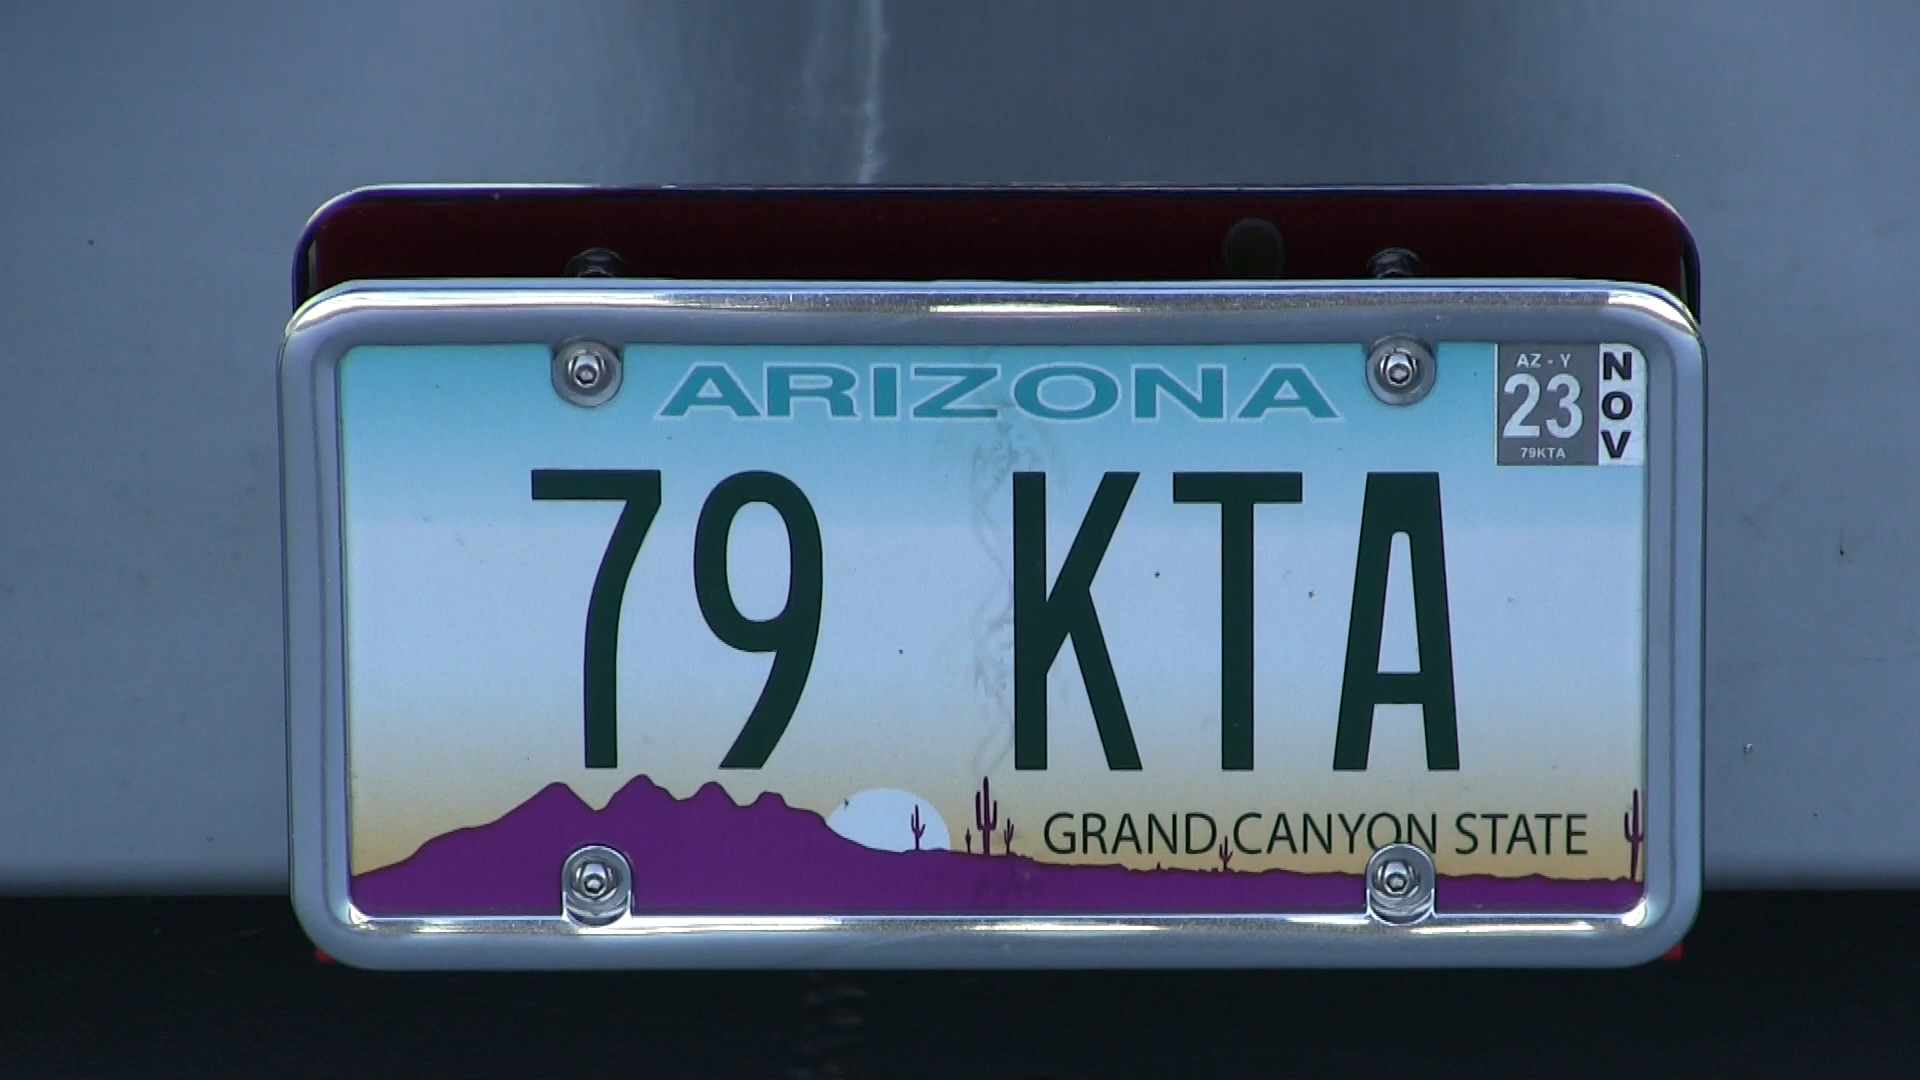 ARIZONA
AZ - Y
23
79KTA
NOV
79 KTA
GRAND CANYON STATE